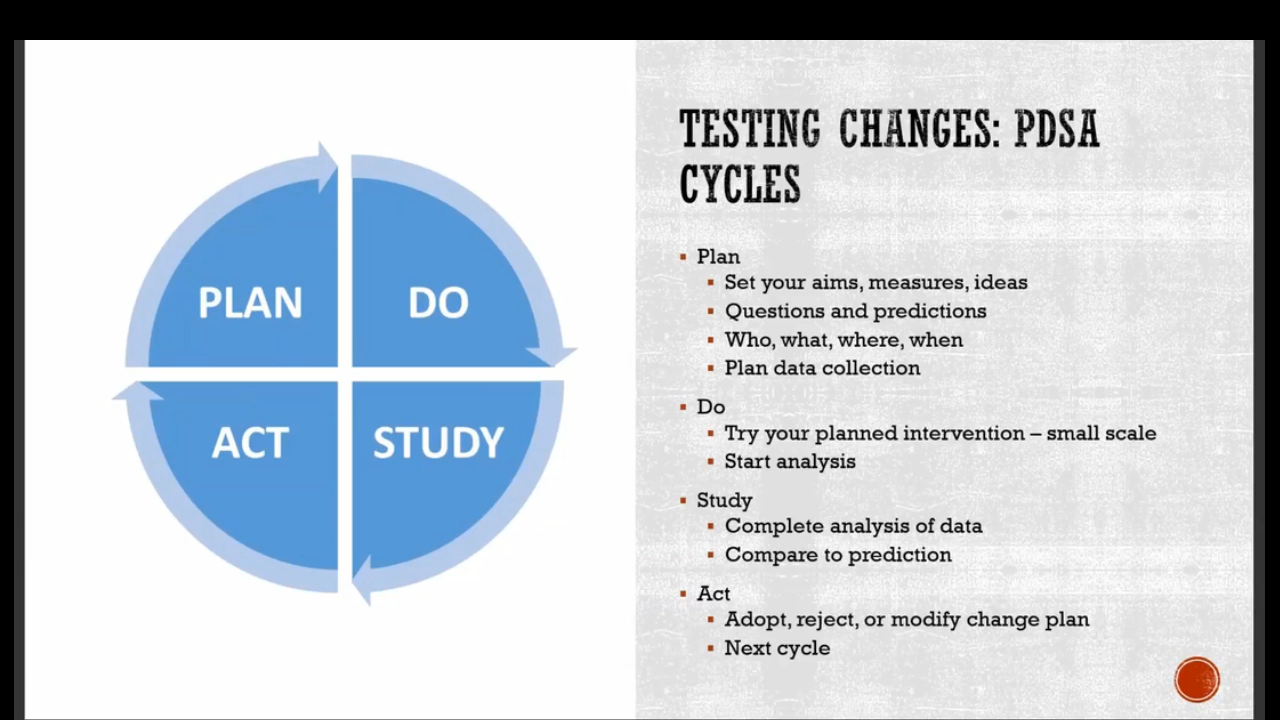 PLAN
DO
ACT
STUDY
TESTING CHANGES: PDSA
CYCLES
Plan
Set your aims, measures, ideas
Questions and predictions
Who, what, where, when
Plan data collection
Do
Try your planned intervention – small scale
Start analysis
Study
Complete analysis of data
Compare to prediction
Act
Adopt, reject, or modify change plan
Next cycle